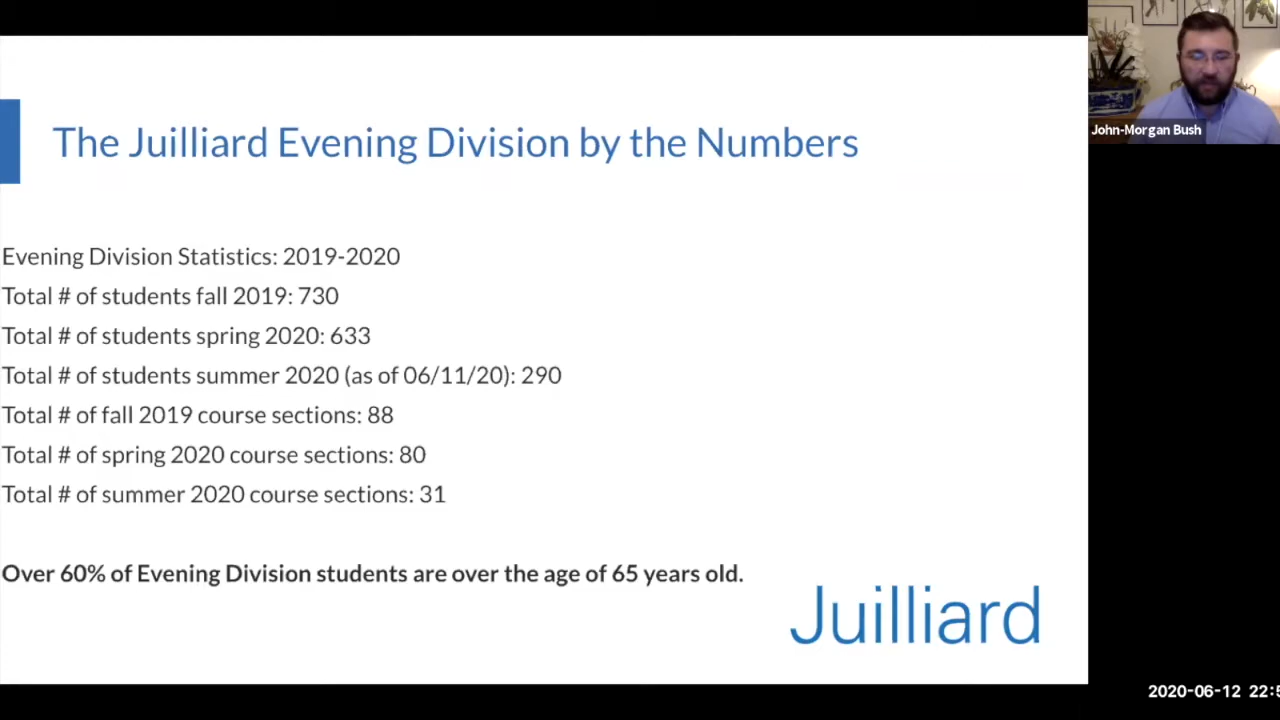 The Juilliard Evening Division by the Numbers
Evening Division Statistics: 2019-2020
Total # of students fall 2019: 730
Total # of students spring 2020: 633
Total # of students summer 2020 (as of 06/11/20): 290
Total # of fall 2019 course sections: 88
Total # of spring 2020 course sections: 80
Total # of summer 2020 course sections: 31
Over 60% of Evening Division students are over the age of 65 years old.
Juilliard
John-Morgan Bush
2020-06-12